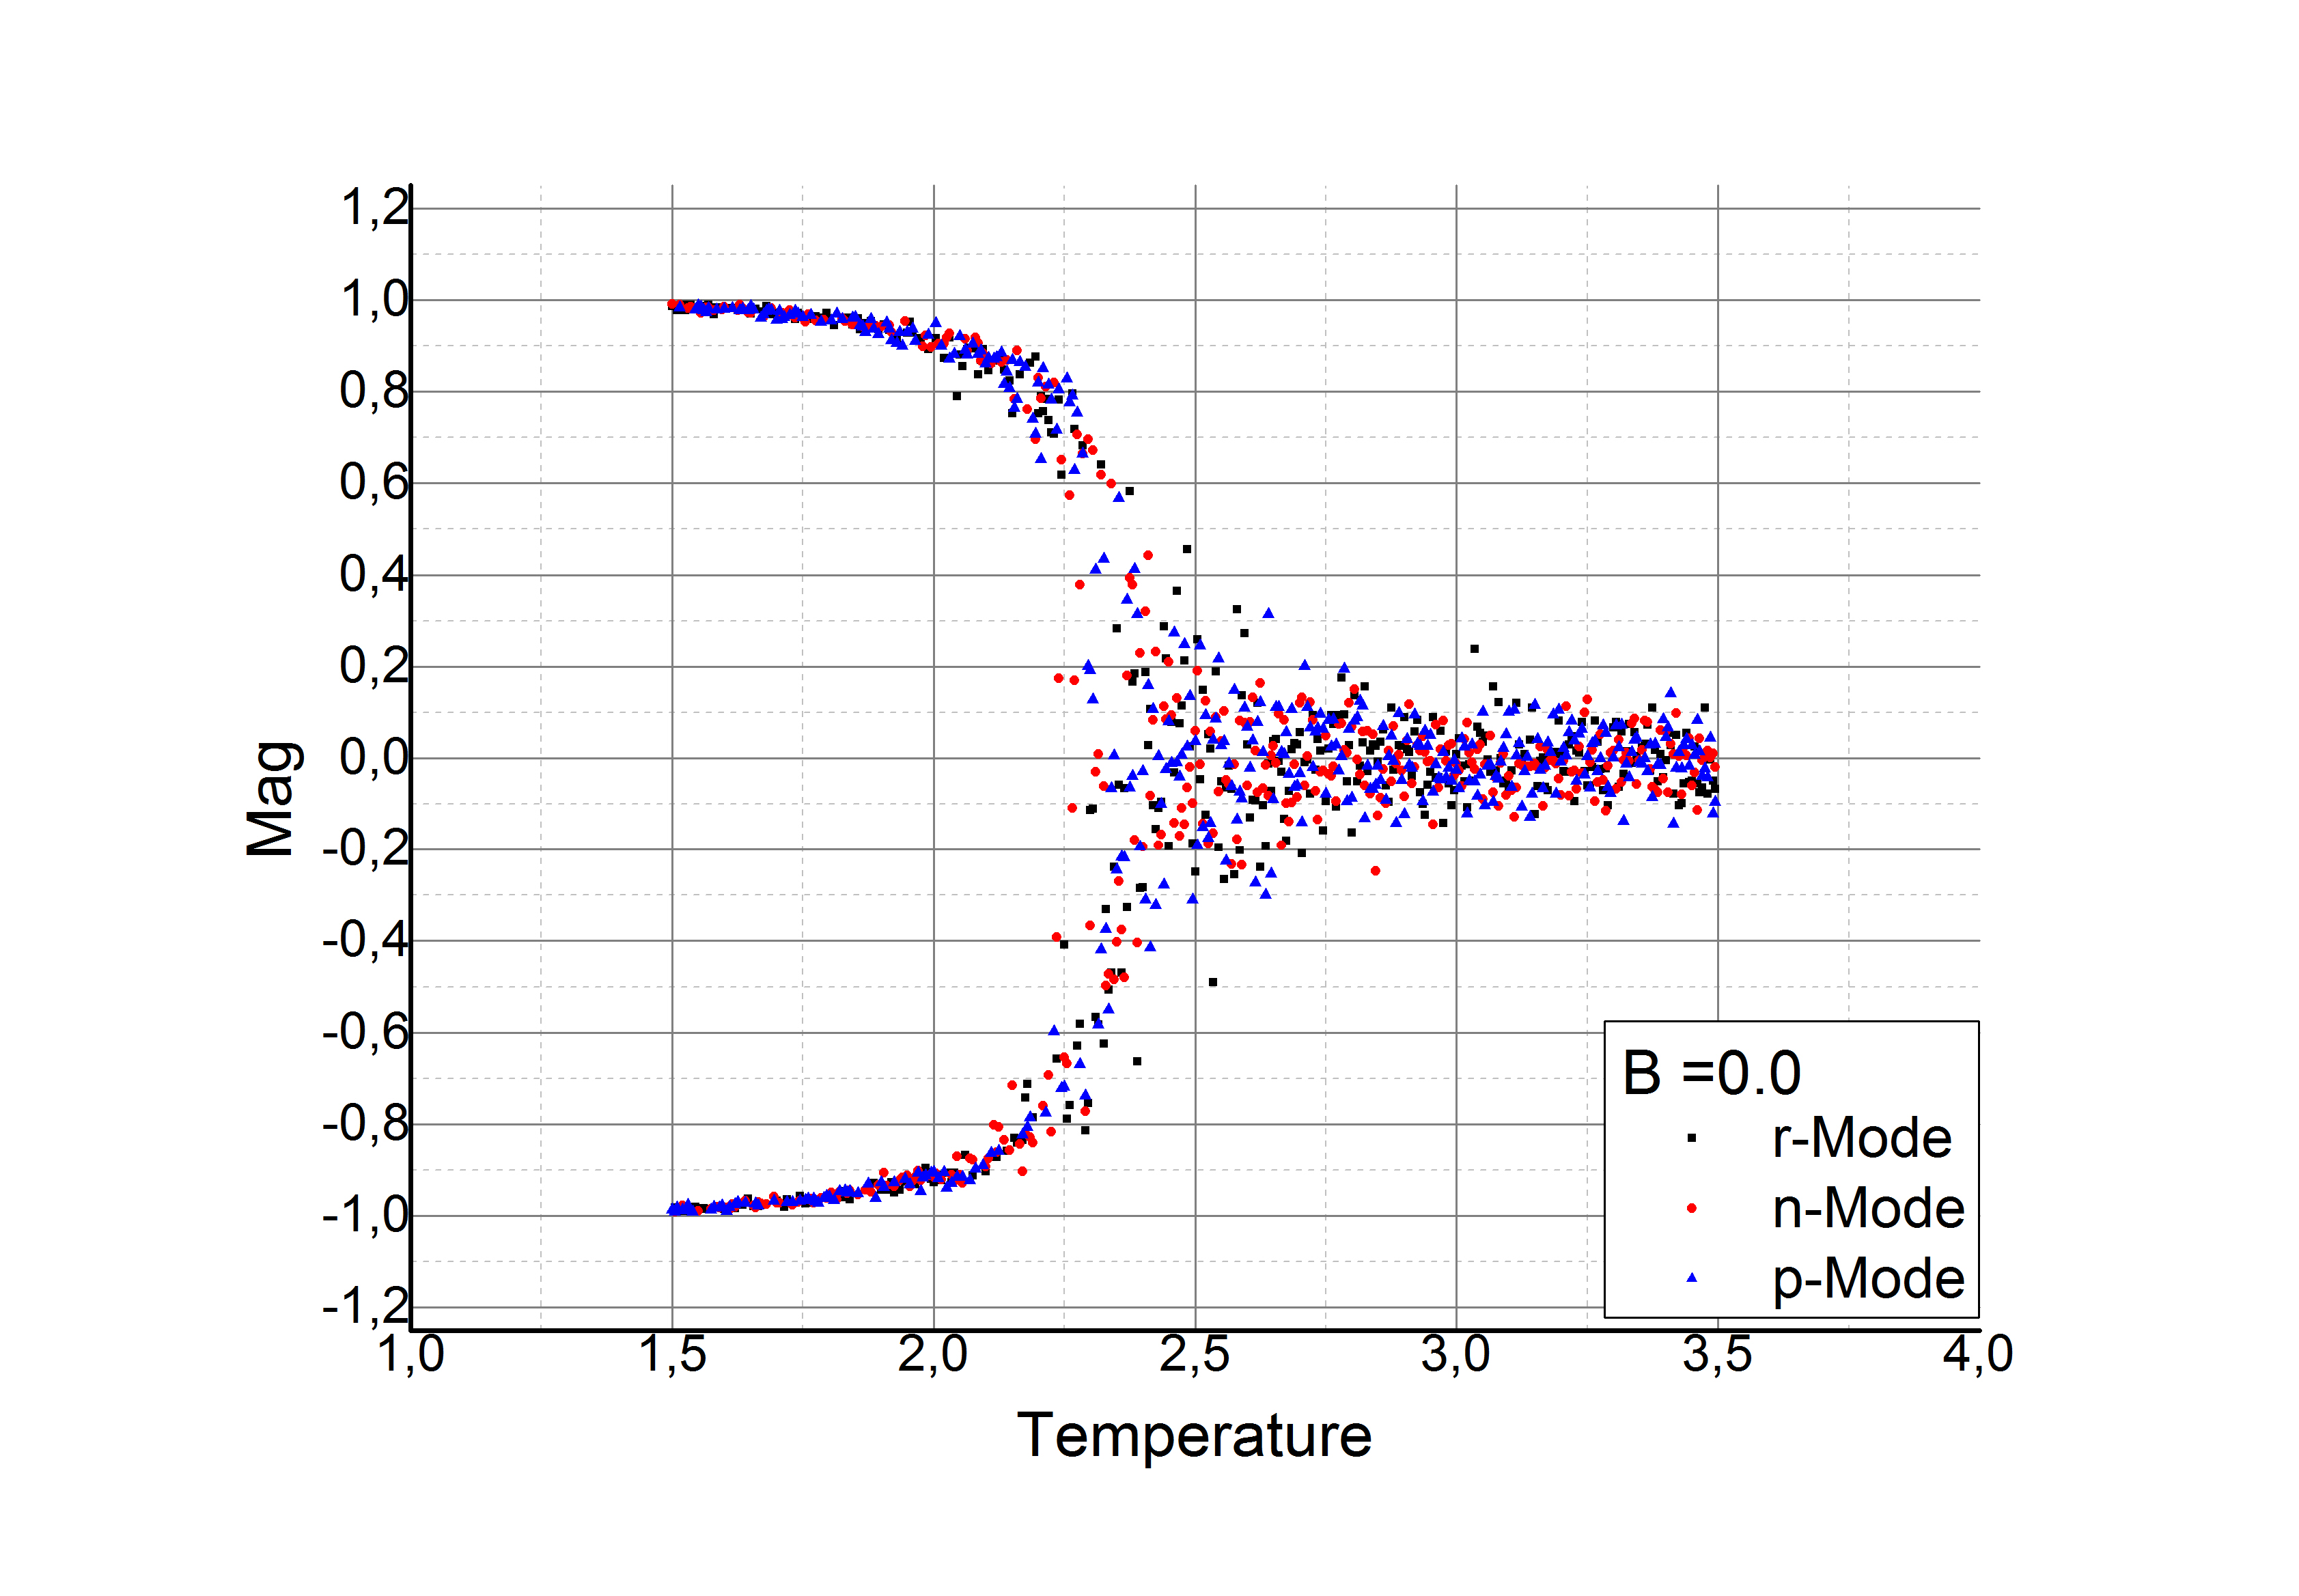 1,2
1,0
0,8
0,6
0,4
0,2
0,0
-0,2
-0,4
-0,6
-0,8
-1,0
-1,2
Mag
1,0 1,5 2,0 2,5 3,0 3,5 4,0
Temperature
B =0.0
r-Mode
n-Mode
p-Mode